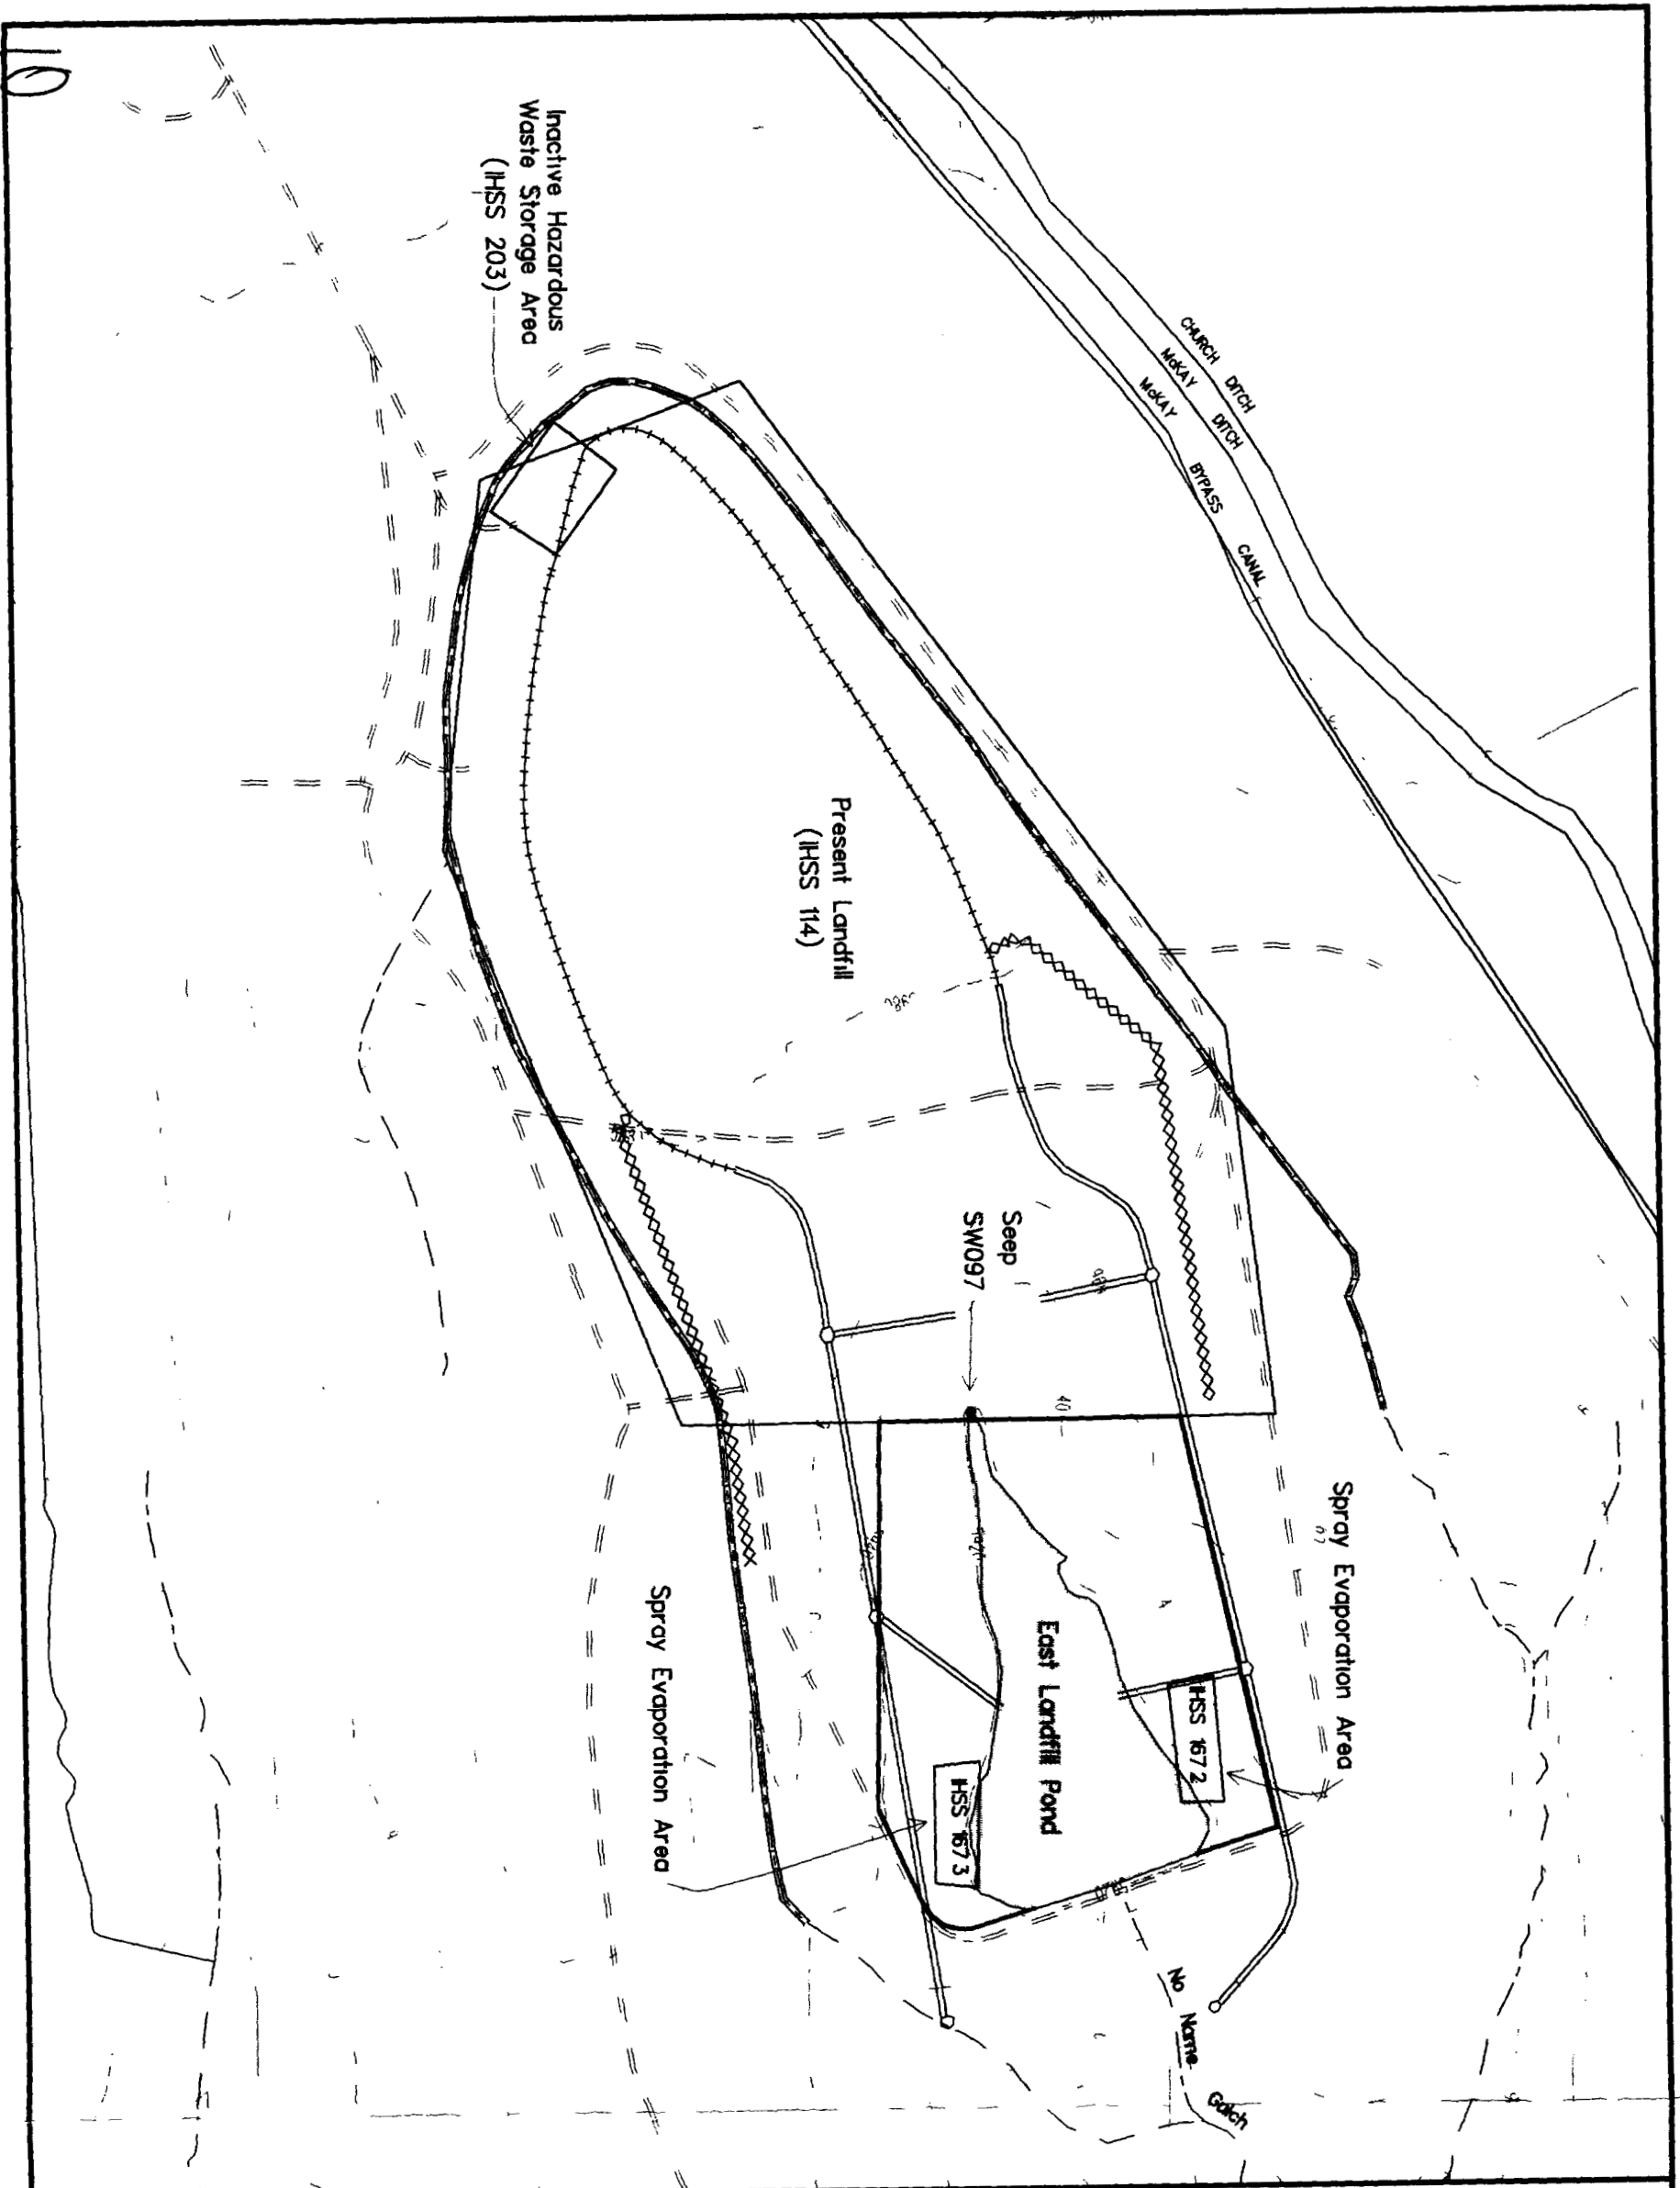 CHURCH DITCH
McKAY DITCH
McKAY BYPASS CANAL
Inactive Hazardous
Waste Storage Area
(IHSS 203)
Present Landfill
(IHSS 114)
Seep
SW097
40
Spray Evaporation Area
IHSS 167 2
East Landfill Pond
IHSS 167 3
Spray Evaporation Area
No Name Gulch